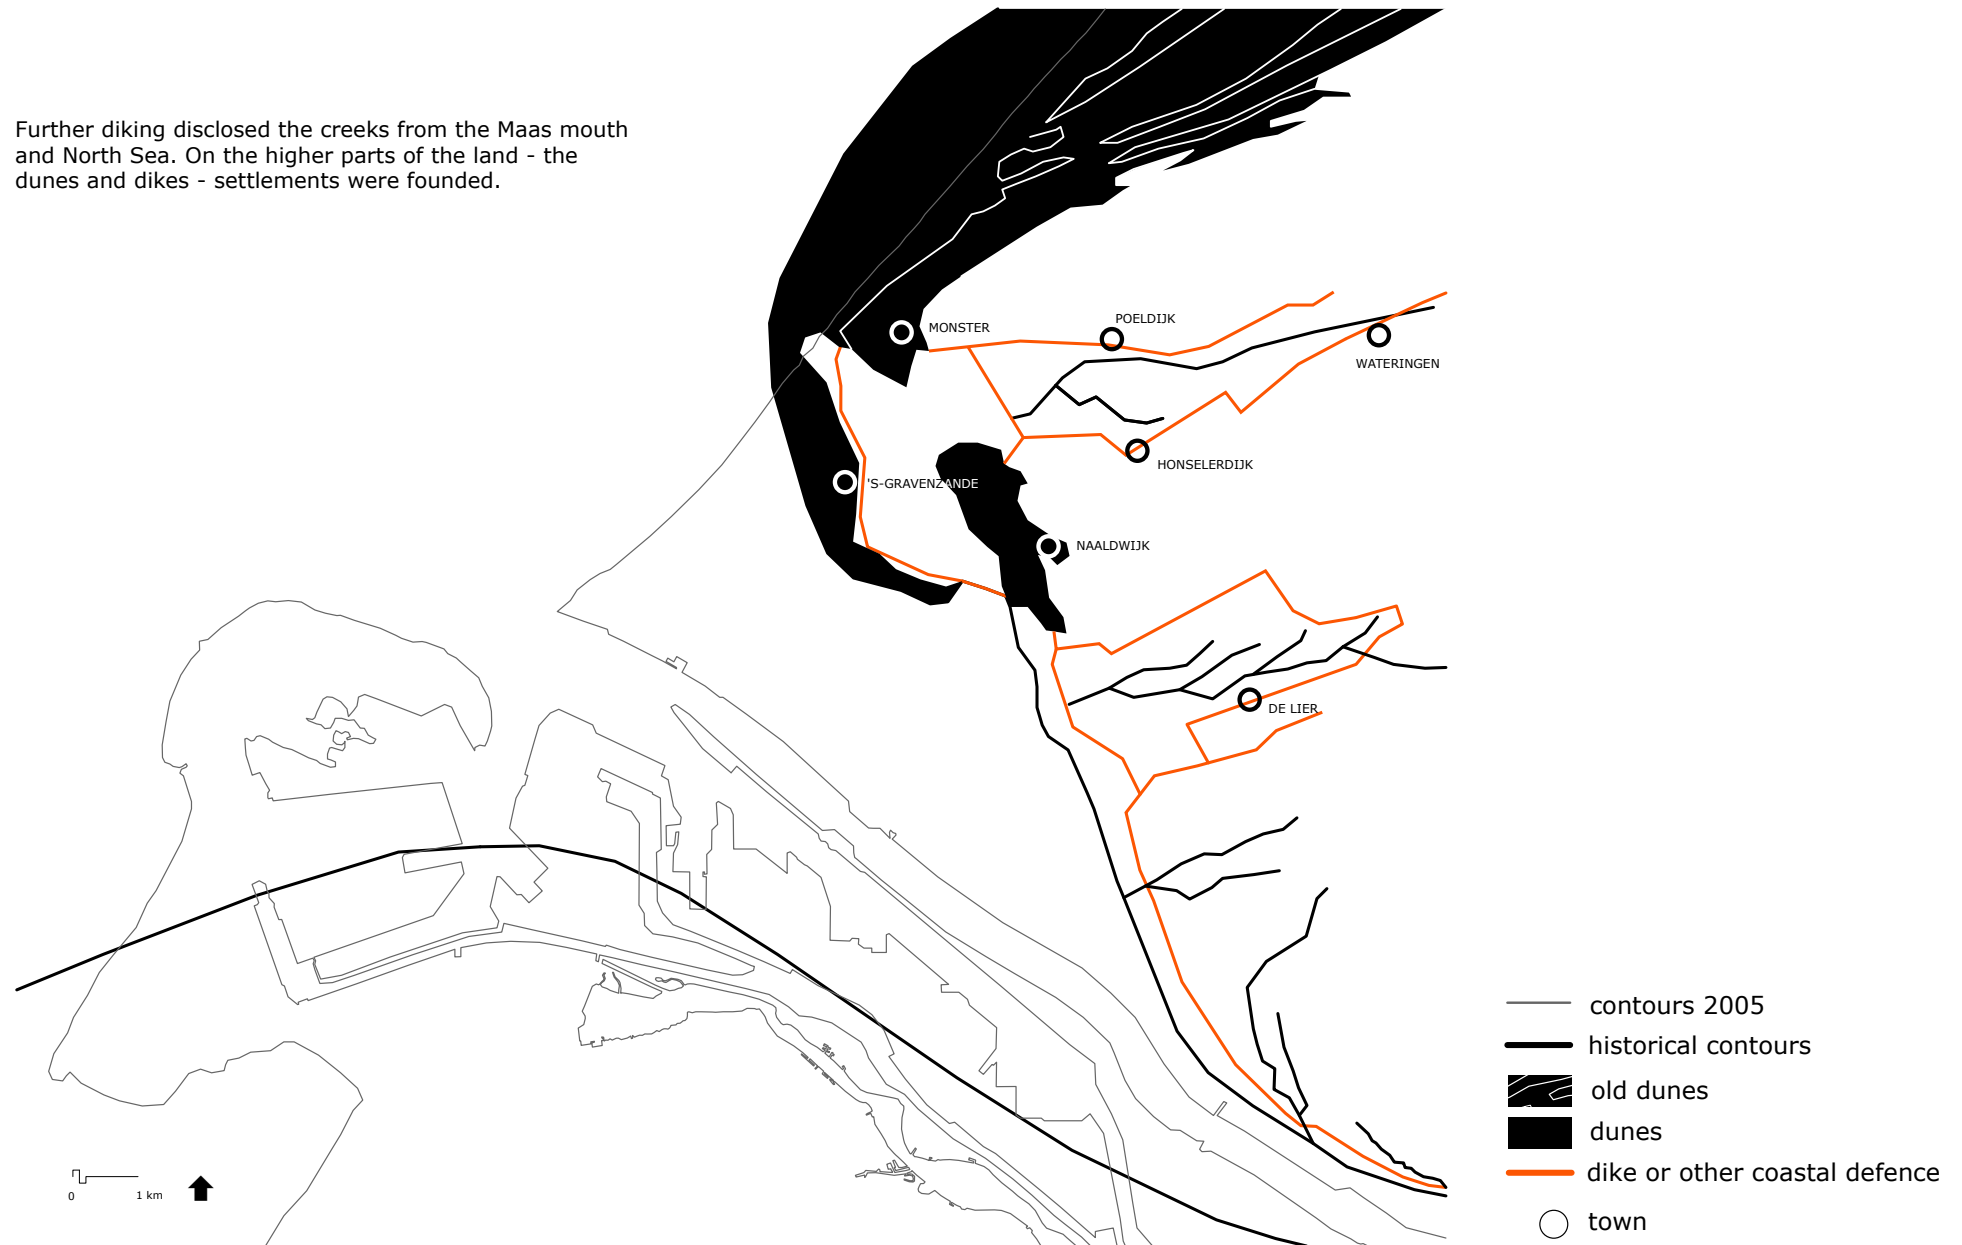 Further diking disclosed the creeks from the Maas mouth
and North Sea. On the higher parts of the land - the
dunes and dikes - settlements were founded.
MONSTER
POELDIJK
WATERINGEN
HONSELERDIJK
'S-GRAVENZANDE
NAALDWIJK
DE LIER
contours 2005
historical contours
old dunes
dunes
dike or other coastal defence
town
0 1 km